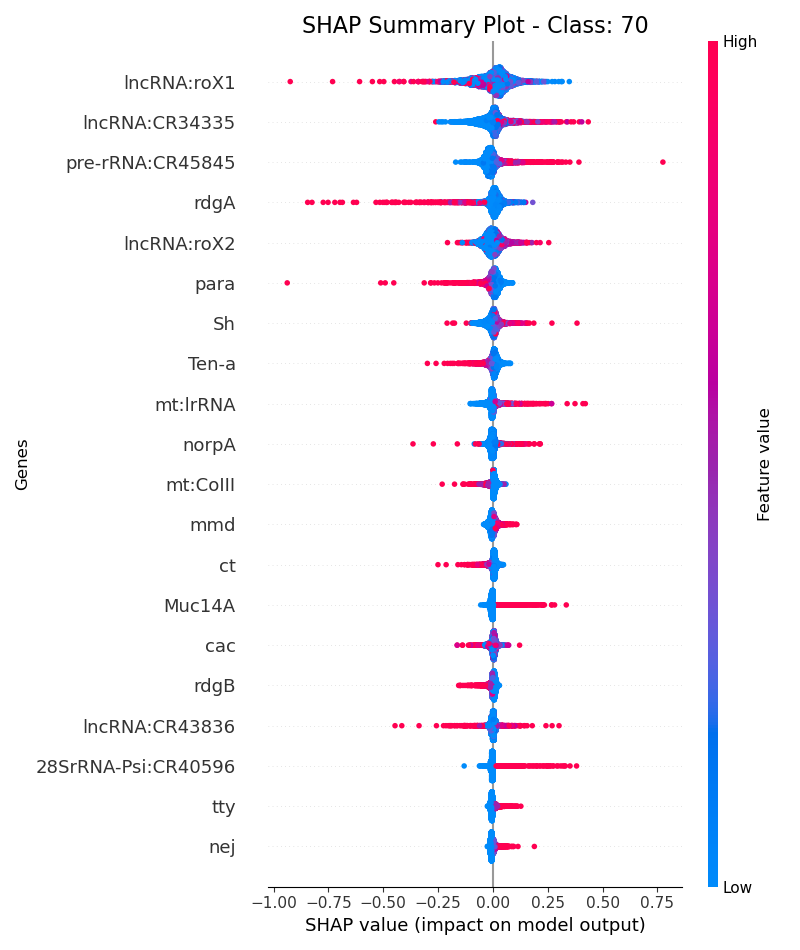 SHAP Summary Plot - Class: 70
High
lncRNA:roX1
lncRNA:CR34335
pre-rRNA:CR45845
rdgA
lncRNA:roX2
para
Sh
Ten-a
mt:lrRNA
norpA
mt:CoIII
mmd
ct
Muc14A
cac
rdgB
lncRNA:CR43836
28SrRNA-Psi:CR40596
tty
nej
Genes
Feature value
Low
−1.00 −0.75 −0.50 −0.25 0.00 0.25 0.50 0.75
SHAP value (impact on model output)